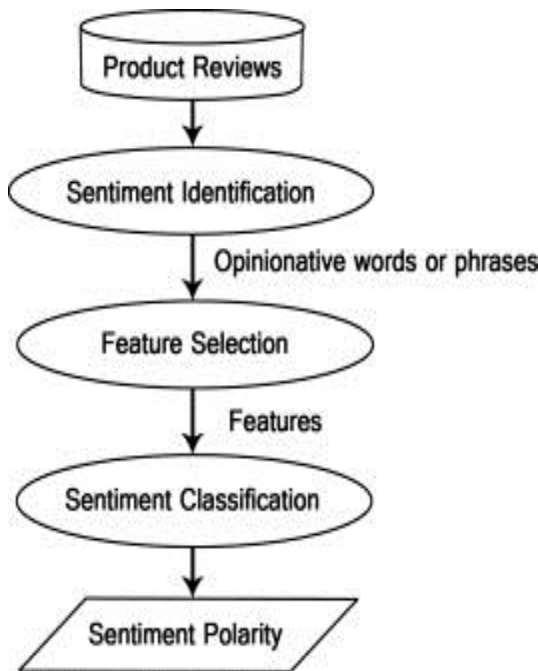 Product Reviews
Sentiment Identification
Opinionative words or phrases
Feature Selection
Features
Sentiment Classification
Sentiment Polarity